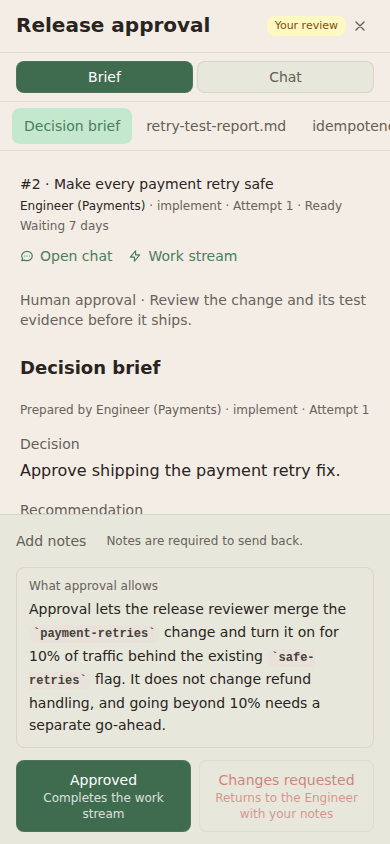 Release approval
Your review
Brief
Chat
Decision brief
retry-test-report.md
idempoten
#2 · Make every payment retry safe
Engineer (Payments) · implement · Attempt 1 · Ready
Waiting 7 days
Open chat
Work stream
Human approval · Review the change and its test
evidence before it ships.
Decision brief
Prepared by Engineer (Payments) · implement · Attempt 1
Decision
Approve shipping the payment retry fix.
Recommendation
Add notes
Notes are required to send back.
What approval allows
Approval lets the release reviewer merge the
`payment-retries` change and turn it on for
10% of traffic behind the existing `safe-
retries` flag. It does not change refund
handling, and going beyond 10% needs a
separate go-ahead.
Approved
Completes the work
stream
Changes requested
Returns to the Engineer
with your notes